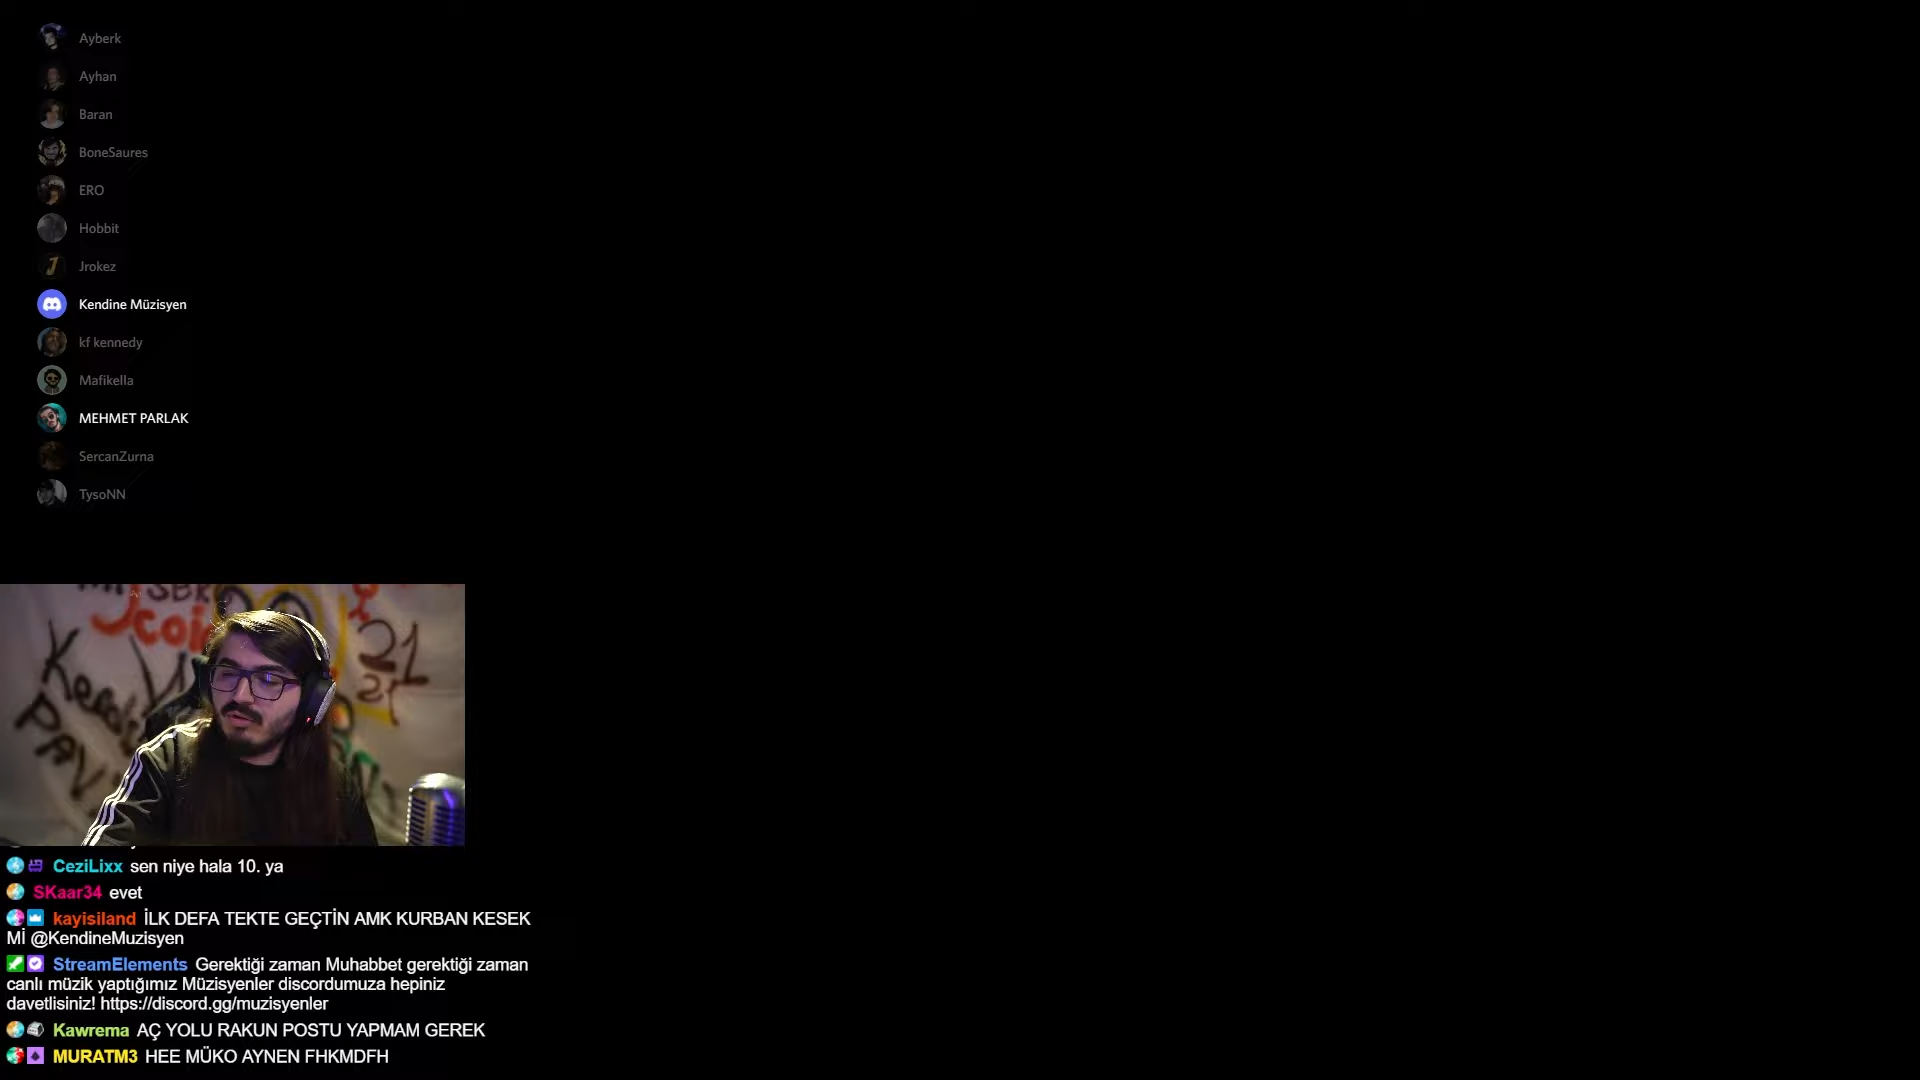 Ayberk
Ayhan
Baran
BoneSaures
ERO
Hobbit
Jrokez
Kendine Müzisyen
kf kennedy
Mafikella
MEHMET PARLAK
SercanZurna
TysoNN
coin
21
21
CeziLixx sen niye hala 10. ya
SKaar34 evet
kayisiland İLK DEFA TEKTE GEÇTİN AMK KURBAN KESEK
Mİ @KendineMuzisyen
StreamElements Gerektiği zaman Muhabbet gerektiği zaman
canlı müzik yaptığımız Müzisyenler discordumuza hepiniz
davetlisiniz! https://discord.gg/muzisyenler
Kawrema AÇ YOLU RAKUN POSTU YAPMAM GEREK
MURATM3 HEE MÜKO AYNEN FHKMDFH